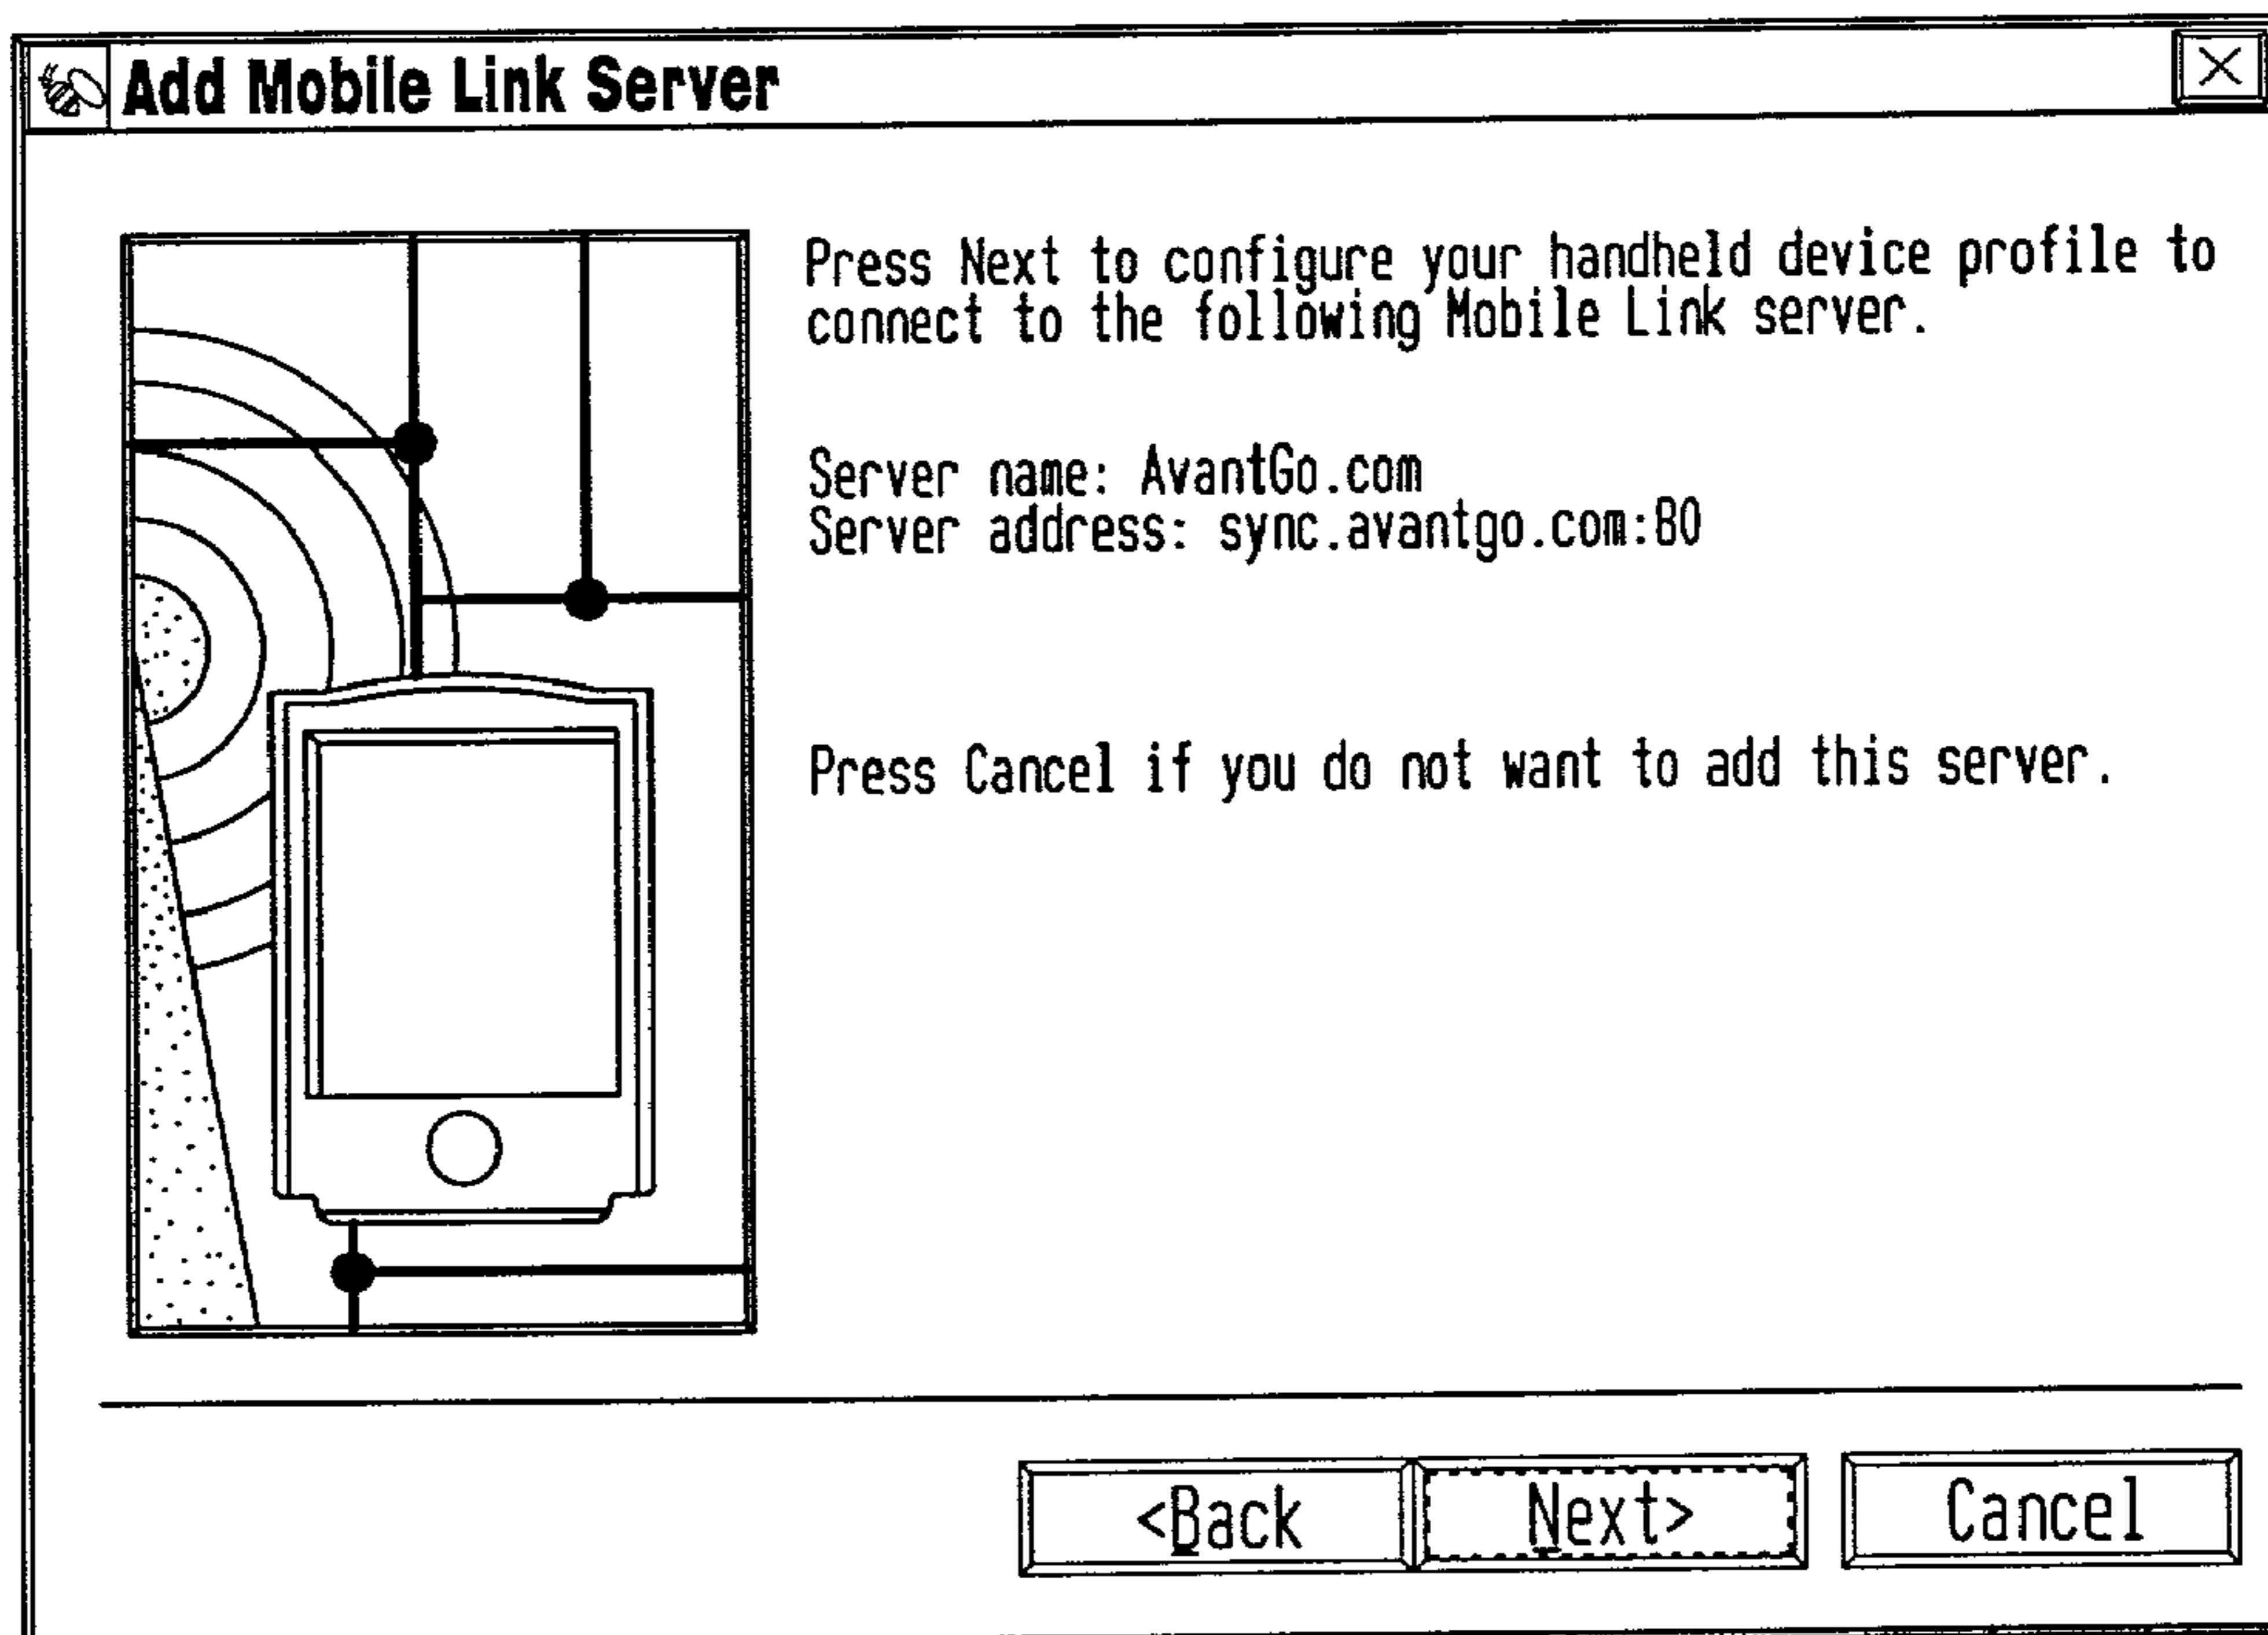 Add Mobile Link Server
Press Next to configure your handheld device profile to
connect to the following Mobile Link server.
Server name: AvantGo.com
Server address: sync.avantgo.com:80
Press Cancel if you do not want to add this server.
<Back Next> Cancel